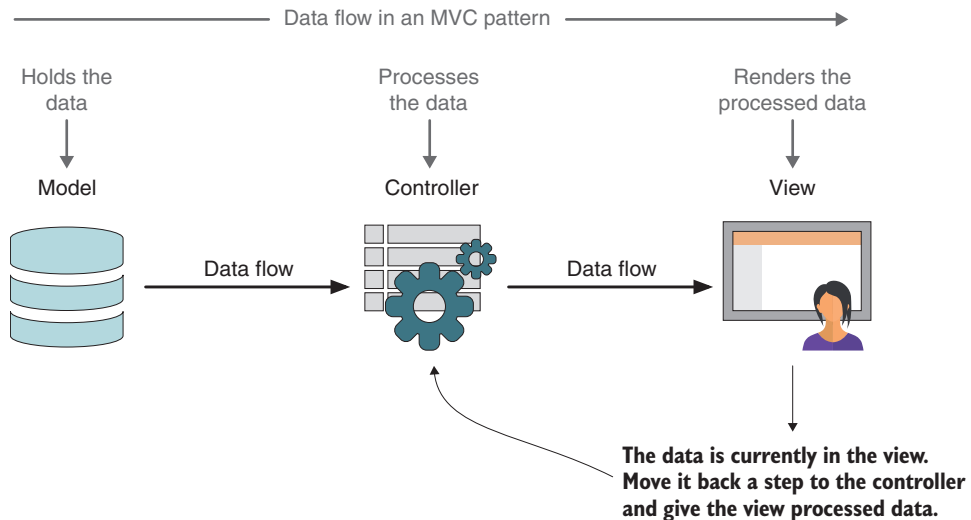 Data flow in an MVC pattern
Holds the
data
Processes
the data
Renders the
processed data
Model
Controller
View
Data flow
Data flow
The data is currently in the view.
Move it back a step to the controller
and give the view processed data.